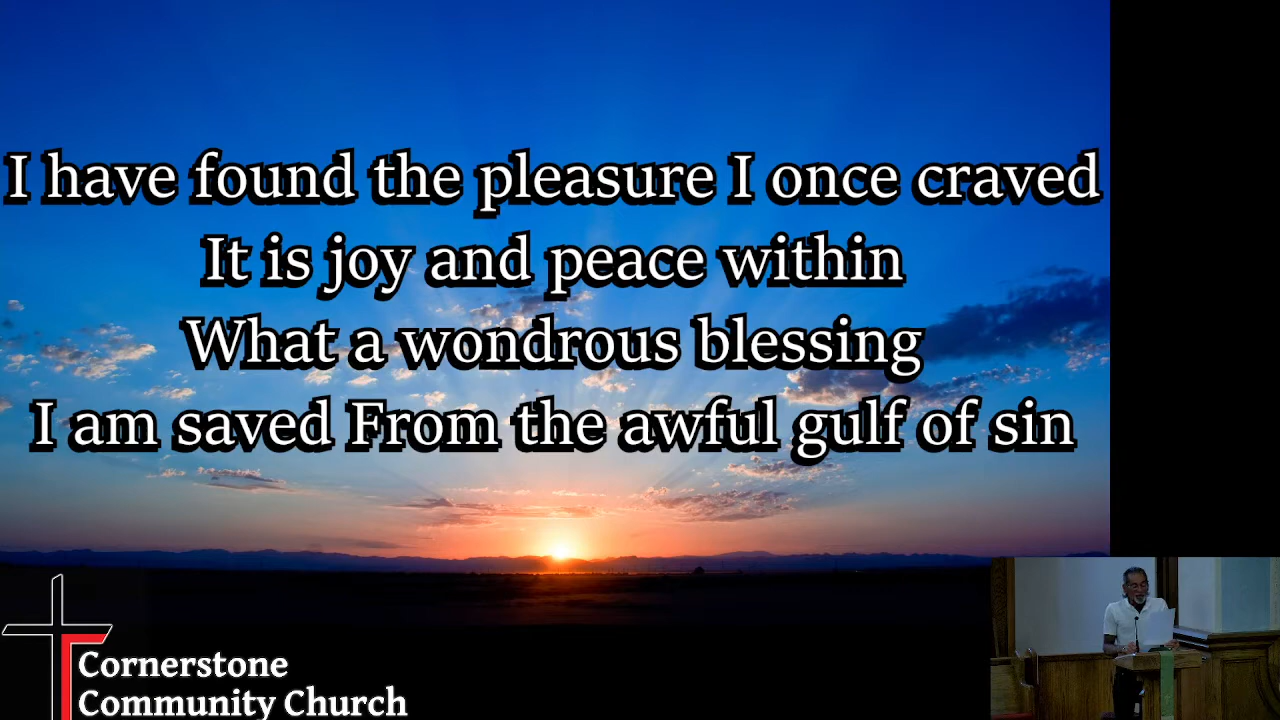 I have found the pleasure I once craved
It is joy and peace within
What a wondrous blessing
I am saved From the awful gulf of sin
Cornerstone
Community Church